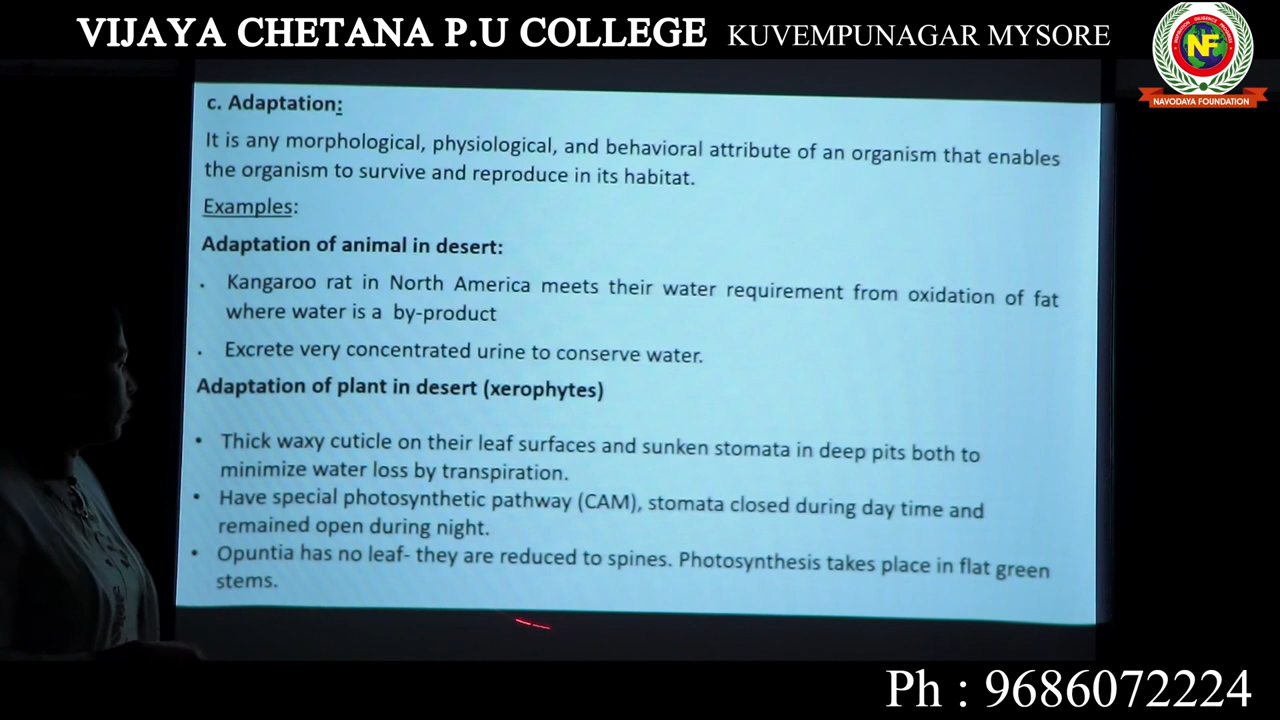 VIJAYA CHETANA P.U COLLEGE KUVEMPUNAGAR MYSORE
NF
NAVODAYA FOUNDATION
c. Adaptation:
It is any morphological, physiological, and behavioral attribute of an organism that enables
the organism to survive and reproduce in its habitat.
Examples:
Adaptation of animal in desert:
. Kangaroo rat in North America meets their water requirement from oxidation of fat
where water is a by-product
. Excrete very concentrated urine to conserve water.
Adaptation of plant in desert (xerophytes)
• Thick waxy cuticle on their leaf surfaces and sunken stomata in deep pits both to
minimize water loss by transpiration.
• Have special photosynthetic pathway (CAM), stomata closed during day time and
remained open during night.
• Opuntia has no leaf- they are reduced to spines. Photosynthesis takes place in flat green
stems.
Ph : 9686072224